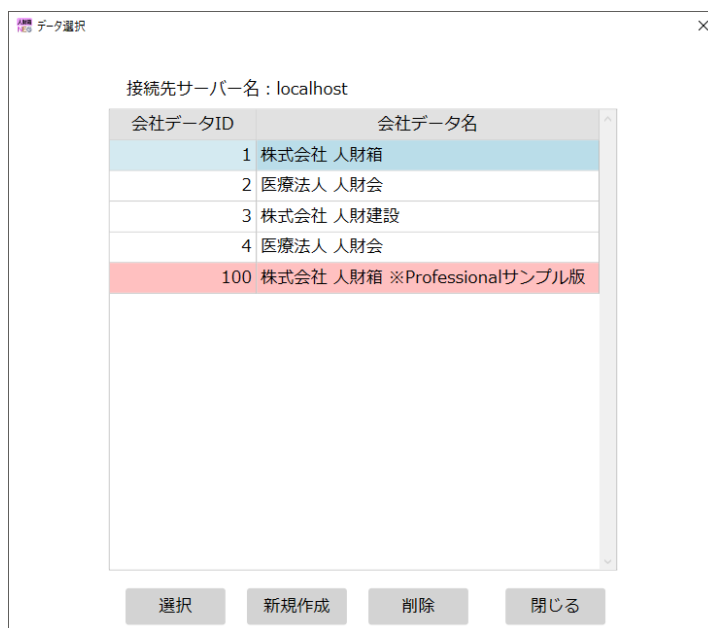 人財箱 NEO データ選択
接続先サーバー名 : localhost
会社データID 会社データ名
1 株式会社 人財箱
2 医療法人 人財会
3 株式会社 人財建設
4 医療法人 人財会
100 株式会社 人財箱 ※Professionalサンプル版
選択 新規作成 削除 閉じる